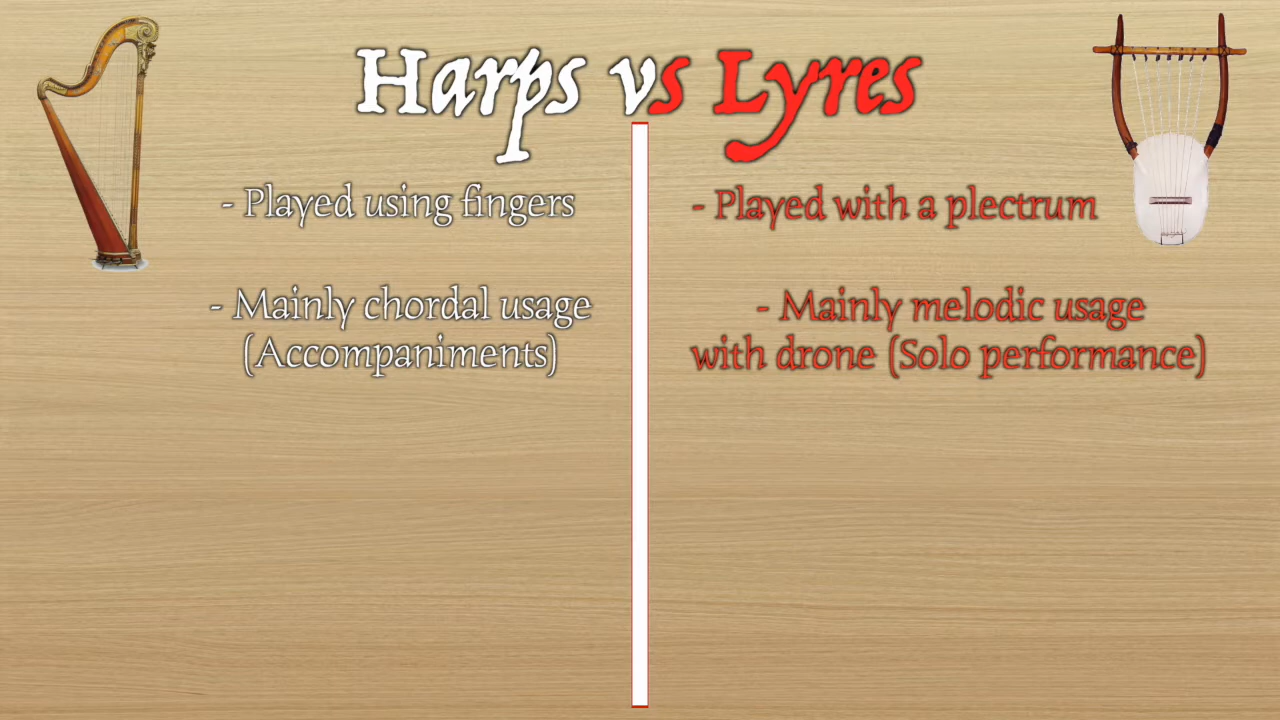 Harps vs Lyres
- Played using fingers
- Mainly chordal usage
(Accompaniments)
- Played with a plectrum
- Mainly melodic usage
with drone (Solo performance)